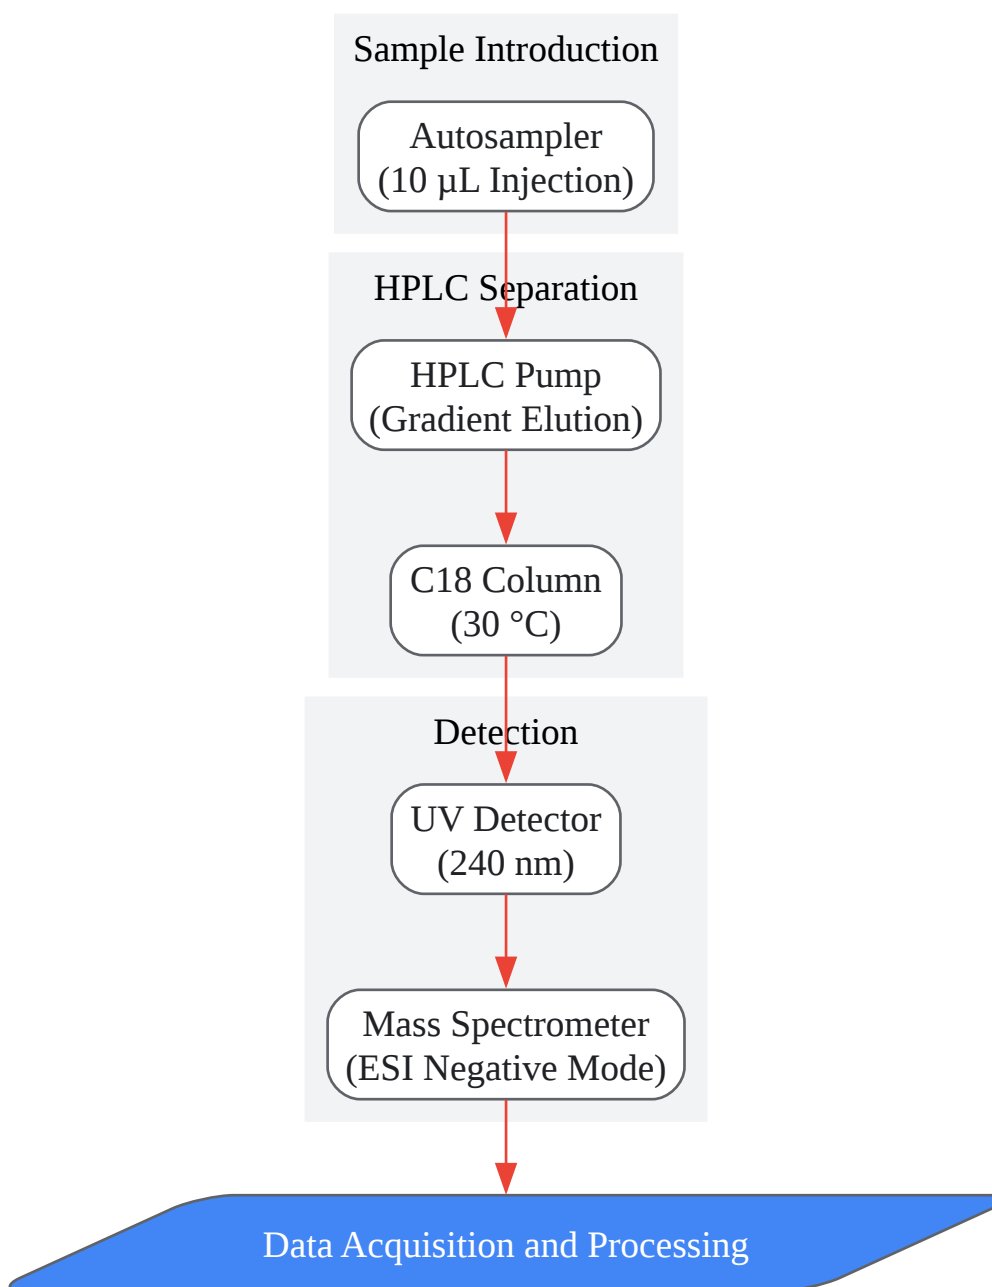 Sample Introduction
Autosampler
(10 µL Injection)
HPLC Separation
HPLC Pump
(Gradient Elution)
C18 Column
(30 °C)
Detection
UV Detector
(240 nm)
Mass Spectrometer
(ESI Negative Mode)
Data Acquisition and Processing